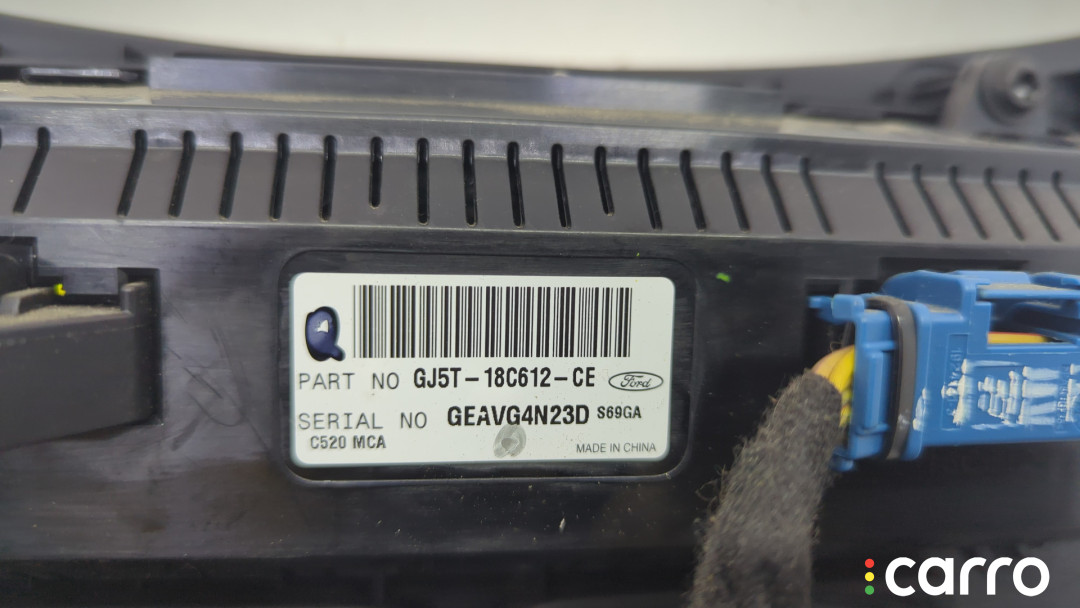 PART NO GJ5T-18C612-CE Ford
SERIAL NO GEAVG4N23D S69GA
C520 MCA MADE IN CHINA
carro